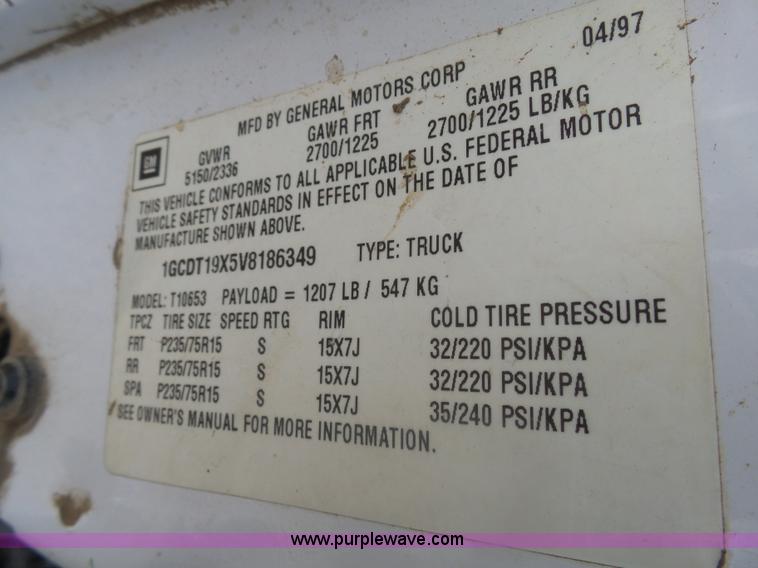 04/97
MFD BY GENERAL MOTORS CORP
GVWR GAWR FRT GAWR RR
5150/2336 2700/1225 2700/1225 LB/KG
GM
THIS VEHICLE CONFORMS TO ALL APPLICABLE U.S. FEDERAL MOTOR
VEHICLE SAFETY STANDARDS IN EFFECT ON THE DATE OF
MANUFACTURE SHOWN ABOVE.
1GCDT19X5V8186349 TYPE: TRUCK
MODEL: T10653 PAYLOAD = 1207 LB / 547 KG
TPCZ TIRE SIZE SPEED RTG RIM COLD TIRE PRESSURE
FRT P235/75R15 S 15X7J 32/220 PSI/KPA
RR P235/75R15 S 15X7J 32/220 PSI/KPA
SPA P235/75R15 S 15X7J 35/240 PSI/KPA
SEE OWNER'S MANUAL FOR MORE INFORMATION.
www.purplewave.com